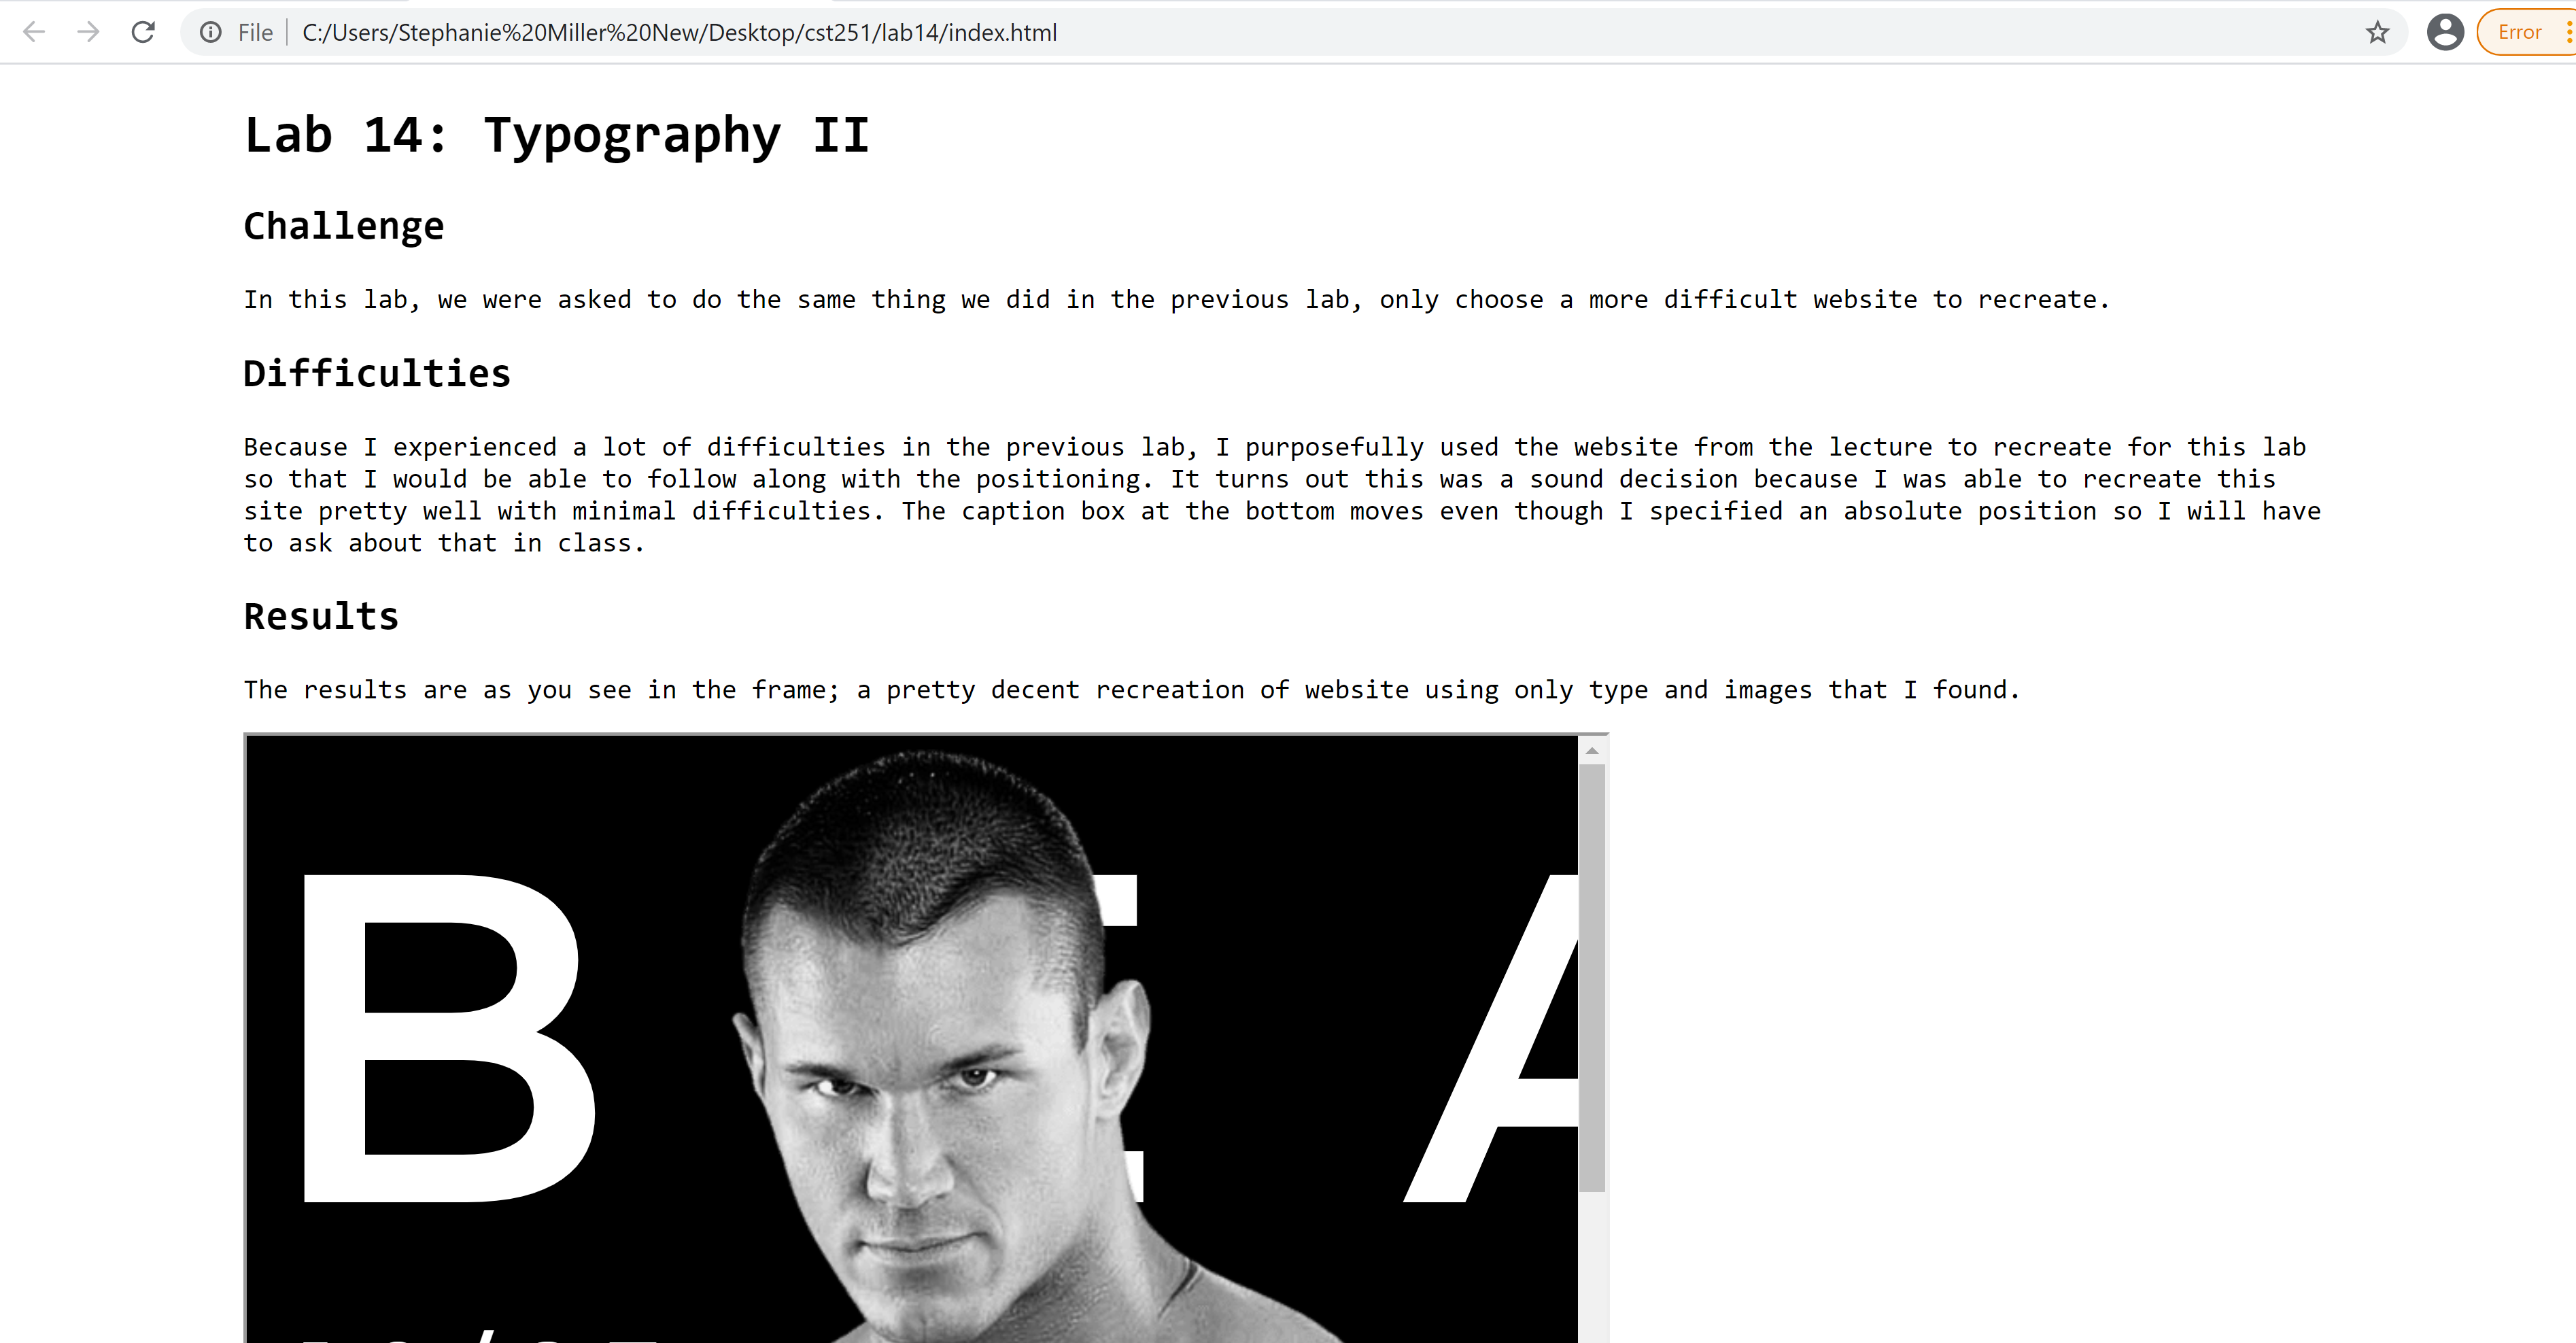 File C:/Users/Stephanie%20Miller%20New/Desktop/cst251/lab14/index.html Error
Lab 14: Typography II
Challenge
In this lab, we were asked to do the same thing we did in the previous lab, only choose a more difficult website to recreate.
Difficulties
Because I experienced a lot of difficulties in the previous lab, I purposefully used the website from the lecture to recreate for this lab
so that I would be able to follow along with the positioning. It turns out this was a sound decision because I was able to recreate this
site pretty well with minimal difficulties. The caption box at the bottom moves even though I specified an absolute position so I will have
to ask about that in class.
Results
The results are as you see in the frame; a pretty decent recreation of website using only type and images that I found.
B E A